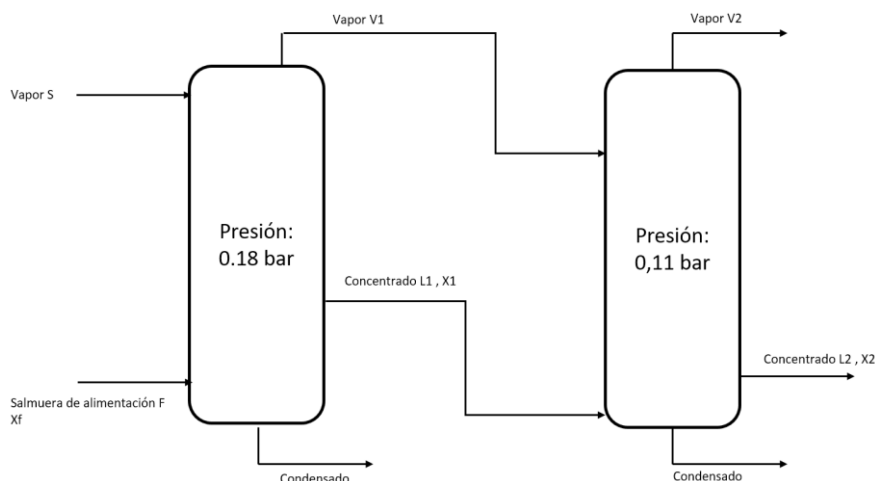 Vapor V1
Vapor V2
Vapor S
Presión:
0.18 bar
Presión:
0,11 bar
Concentrado L1 , X1
Concentrado L2 , X2
Salmuera de alimentación F
Xf
Condensado
Condensado